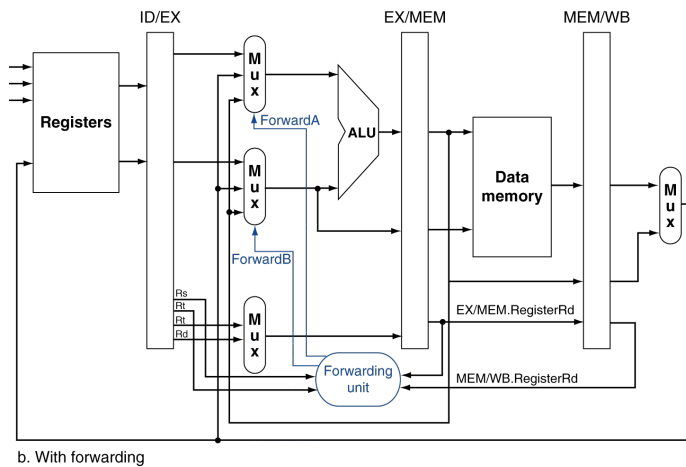 ID/EX
EX/MEM
MEM/WB
Mux
Registers
ForwardA
ALU
Mux
Data
memory
Mux
ForwardB
Rs
Rt
Rt
Rd
Mux
EX/MEM.RegisterRd
Forwarding
unit
MEM/WB.RegisterRd
b. With forwarding